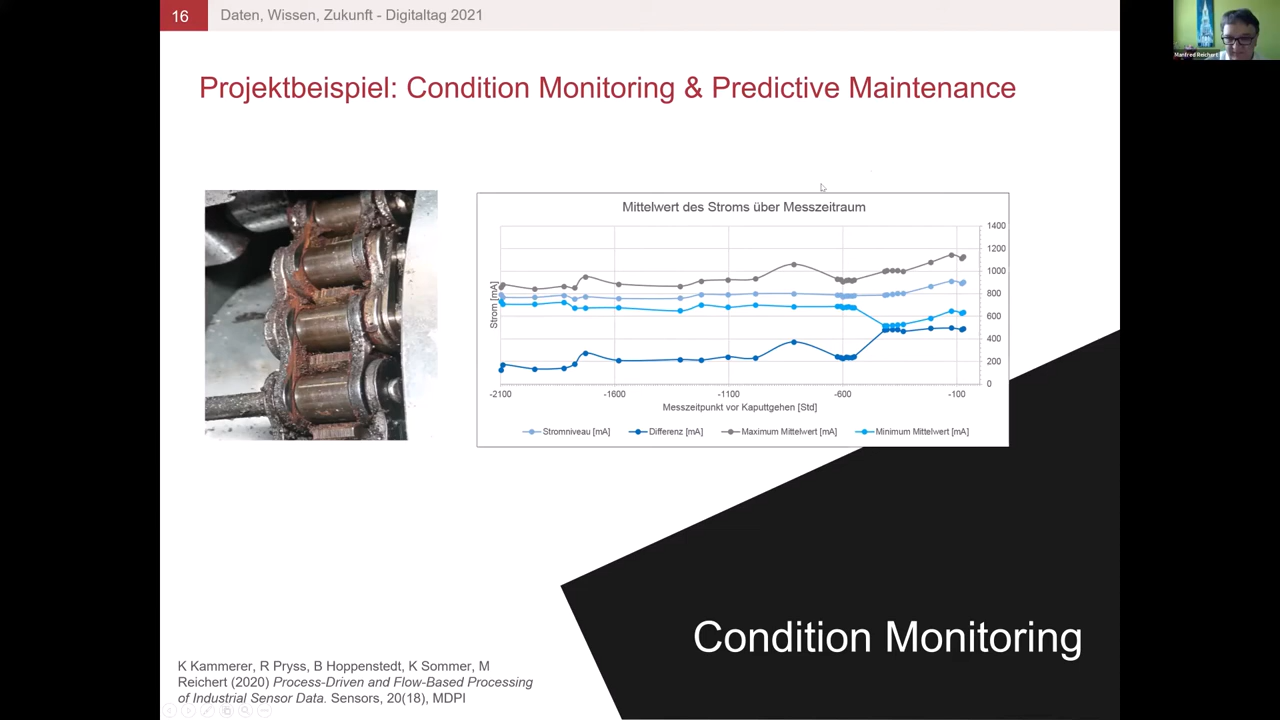 16
Daten, Wissen, Zukunft - Digitaltag 2021
Manfred Reichert
Projektbeispiel: Condition Monitoring & Predictive Maintenance
Mittelwert des Stroms über Messzeitraum
1400
1200
1000
800
600
400
200
0
Strom [mA]
-2100 -1600 -1100 -600 -100
Messzeitpunkt vor Kaputtgehen [Std]
Stromniveau [mA] Differenz [mA] Maximum Mittelwert [mA] Minimum Mittelwert [mA]
Condition Monitoring
K Kammerer, R Pryss, B Hoppenstedt, K Sommer, M
Reichert (2020) Process-Driven and Flow-Based Processing
of Industrial Sensor Data. Sensors, 20(18), MDPI